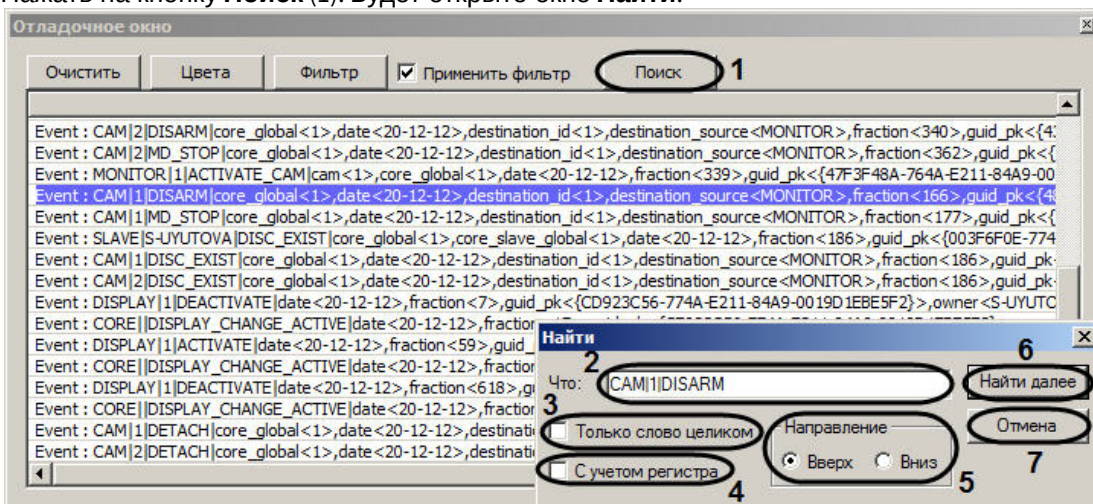 Нажать на кнопку Поиск (1). Будет открыто окно Найти.
Отладочное окно
Очистить Цвета Фильтр Применить фильтр Поиск 1
Event : CAM|2|DISARM|core_global<1>,date<20-12-12>,destination_id<1>,destination_source<MONITOR>,fraction<340>,guid_pk<{4
Event : CAM|2|MD_STOP|core_global<1>,date<20-12-12>,destination_id<1>,destination_source<MONITOR>,fraction<362>,guid_pk<{
Event : MONITOR|1|ACTIVATE_CAM|cam<1>,core_global<1>,date<20-12-12>,fraction<339>,guid_pk<{47F3F48A-764A-E211-84A9-00
Event : CAM|1|DISARM|core_global<1>,date<20-12-12>,destination_id<1>,destination_source<MONITOR>,fraction<166>,guid_pk<{48
Event : CAM|1|MD_STOP|core_global<1>,date<20-12-12>,destination_id<1>,destination_source<MONITOR>,fraction<177>,guid_pk<{
Event : SLAVE|S-UYUTOVA|DISC_EXIST|core_global<1>,core_slave_global<1>,date<20-12-12>,fraction<186>,guid_pk<{003F6F0E-774
Event : CAM|1|DISC_EXIST|core_global<1>,date<20-12-12>,destination_id<1>,destination_source<MONITOR>,fraction<186>,guid_pk
Event : CAM|2|DISC_EXIST|core_global<1>,date<20-12-12>,destination_id<1>,destination_source<MONITOR>,fraction<186>,guid_pk
Event : DISPLAY|1|DEACTIVATE|date<20-12-12>,fraction<7>,guid_pk<{CD923C56-774A-E211-84A9-0019D1EBE5F2}>,owner<S-UYUTO
Event : CORE||DISPLAY_CHANGE_ACTIVE|date<20-12-12>,fraction
Event : DISPLAY|1|ACTIVATE|date<20-12-12>,fraction<59>,guid_
Event : CORE||DISPLAY_CHANGE_ACTIVE|date<20-12-12>,fraction
Event : DISPLAY|1|DEACTIVATE|date<20-12-12>,fraction<618>,g
Event : CORE||DISPLAY_CHANGE_ACTIVE|date<20-12-12>,fraction
Event : CAM|1|DETACH|core_global<1>,date<20-12-12>,destinati
Event : CAM|2|DETACH|core_global<1>,date<20-12-12>,destinati
Найти
2 6
Что: CAM|1|DISARM Найти далее
3
Только слово целиком Направление Отмена
С учетом регистра Вверх Вниз 7
4 5